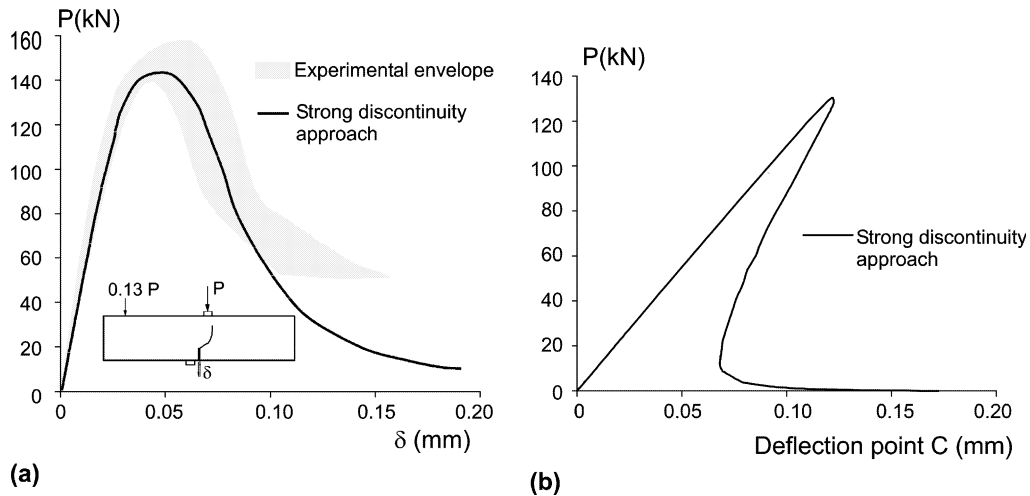 P(kN)
160
140
120
100
80
60
40
20
0
0
0.05
0.10
0.15
0.20
δ (mm)
Experimental envelope
Strong discontinuity
approach
0.13 P
P
δ
(a)
P(kN)
140
120
100
80
60
40
20
0
0
0.05
0.10
0.15
0.20
Deflection point C (mm)
Strong discontinuity
approach
(b)